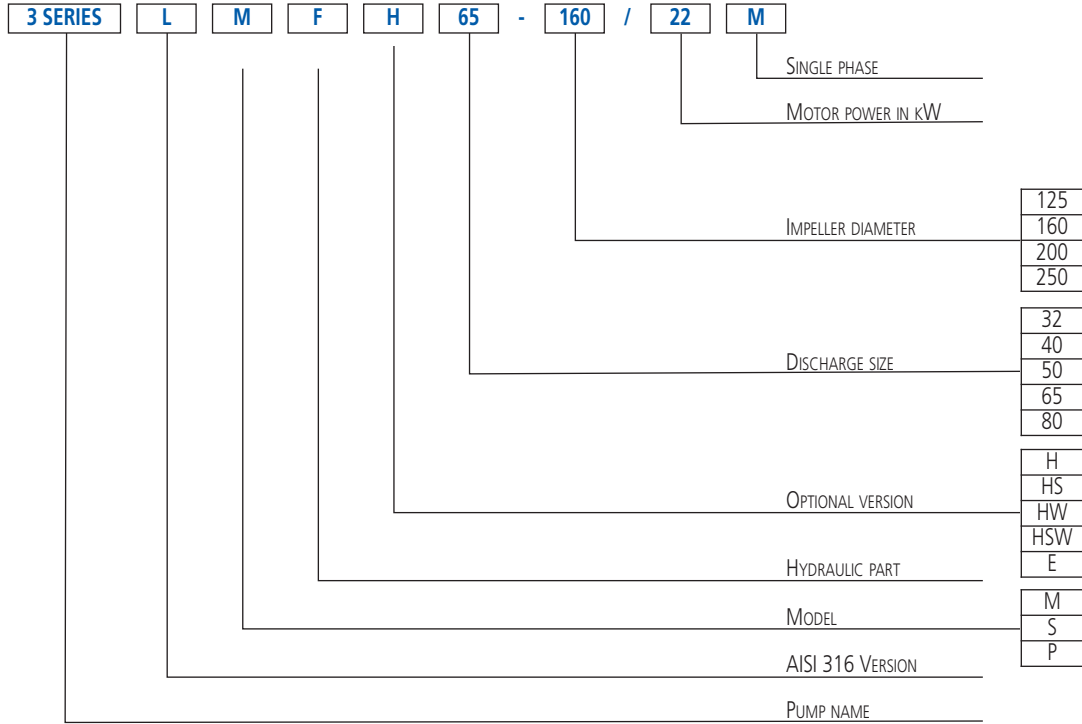 3 SERIES L M F H 65 - 160 / 22 M
SINGLE PHASE
MOTOR POWER IN KW
125
IMPELLER DIAMETER 160
200
250
32
40
DISCHARGE SIZE 50
65
80
H
HS
OPTIONAL VERSION HW
HSW
HYDRAULIC PART E
M
MODEL S
P
AISI 316 VERSION
PUMP NAME